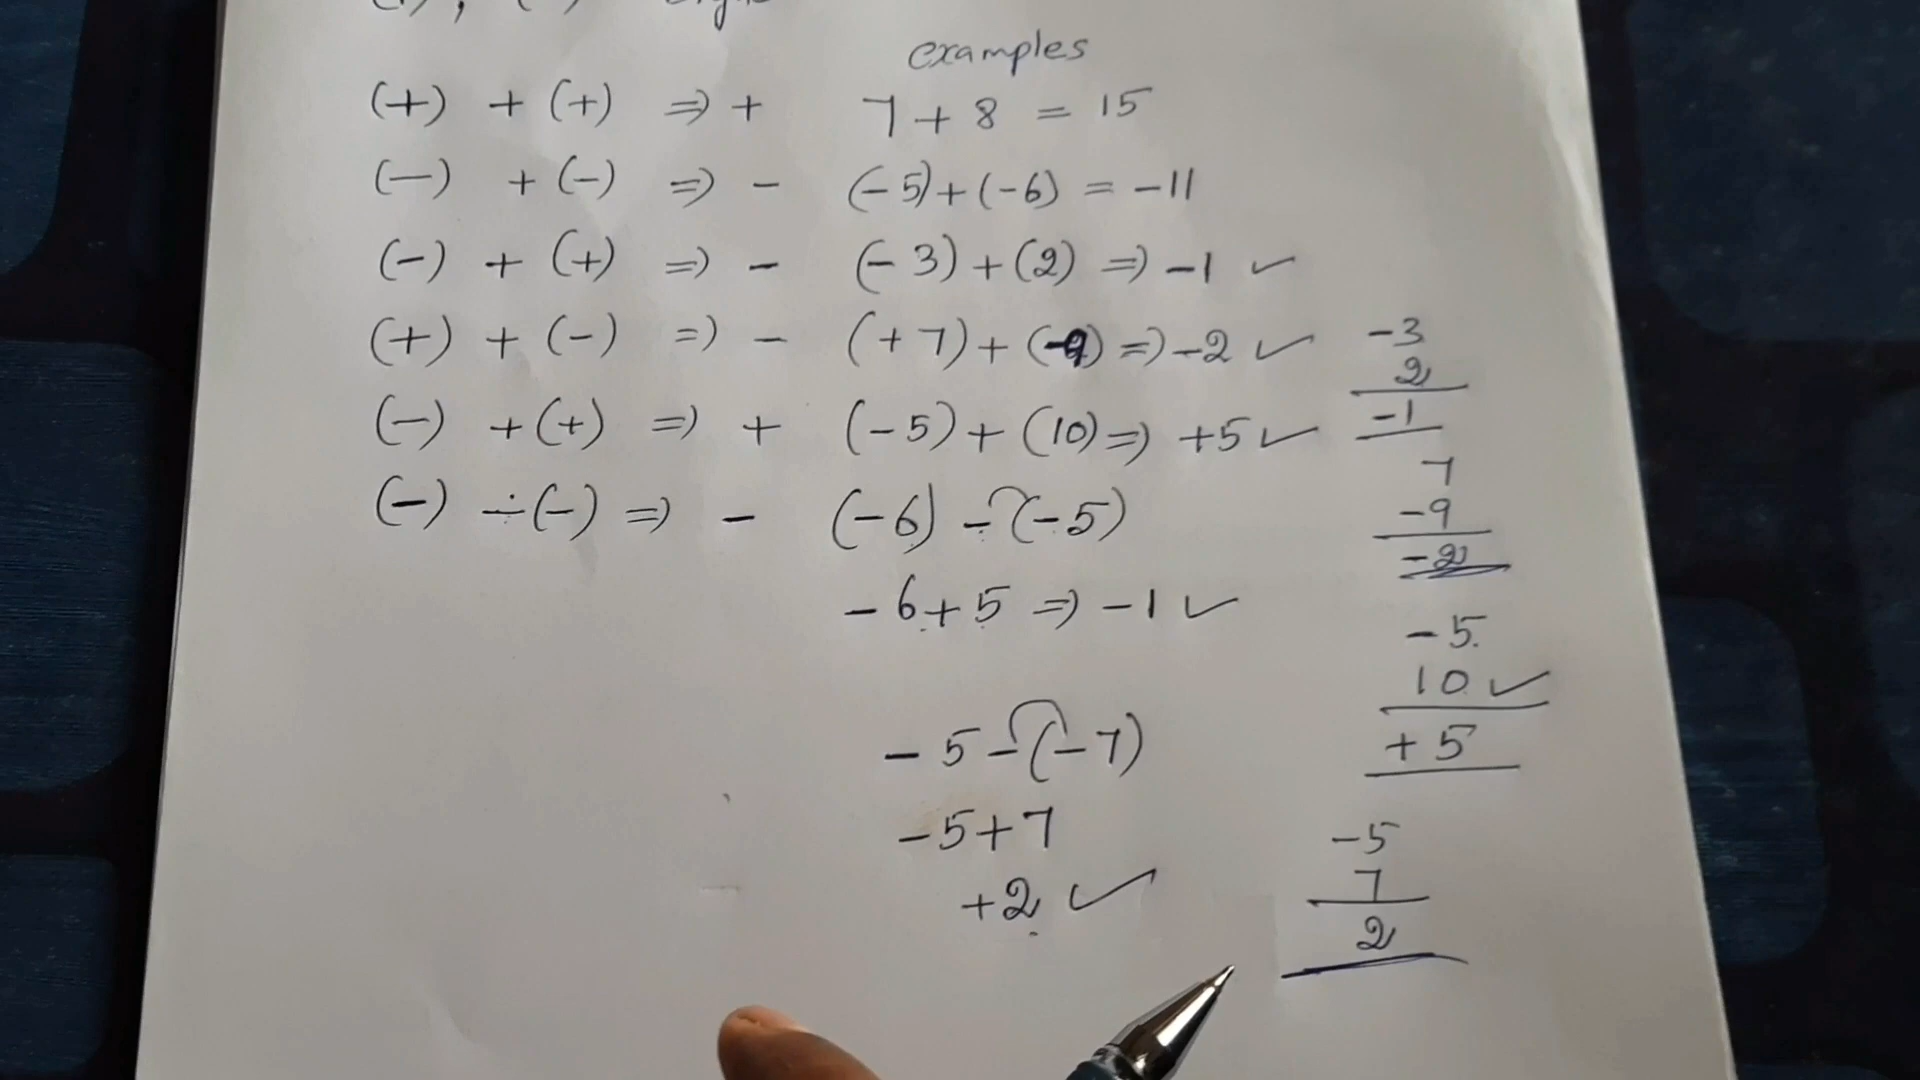 examples
(+) + (+) ⇒ + 7 + 8 = 15
(-) + (-) ⇒ - (-5)+(-6) = -11
(-) + (+) ⇒ - (-3)+(2) ⇒ -1 ✓
(+) + (-) ⇒ - (+7)+(-9) ⇒ -2 ✓
(-) + (+) ⇒ + (-5)+(10) ⇒ +5 ✓
(-) - (-) ⇒ - (-6) - (-5)
-6+5 ⇒ -1 ✓
-5-(-7)
-5+7
+2 ✓
-3
2
-1
7
-9
-2
-5
10 ✓
+5
-5
7
2